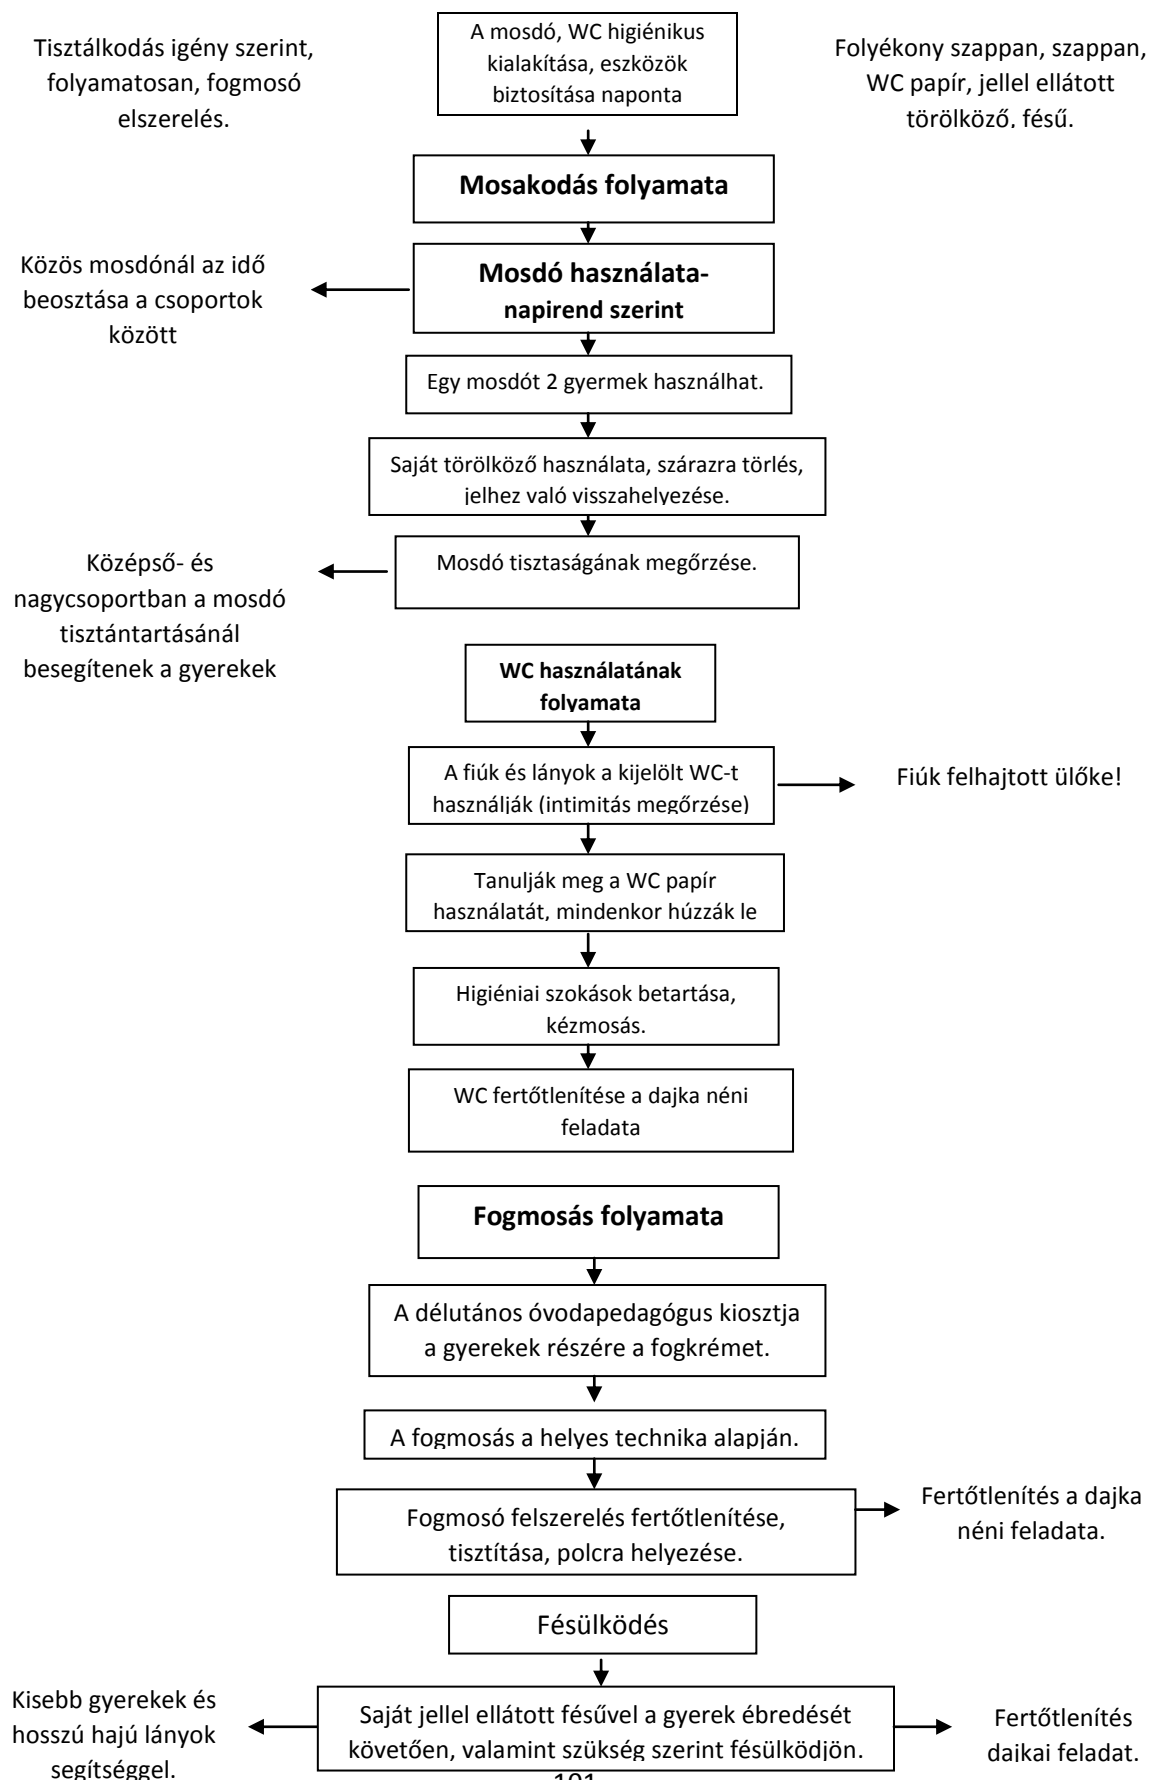 Tisztálkodás igény szerint,
folyamatosan, fogmosó
elszerelés.
A mosdó, WC higiénikus
kialakítása, eszközök
biztosítása naponta
Folyékony szappan, szappan,
WC papír, jellel ellátott
törölköző, fésű.
Mosakodás folyamata
Közös mosdónál az idő
beosztása a csoportok
között
Mosdó használata-
napirend szerint
Egy mosdót 2 gyermek használhat.
Saját törölköző használata, szárazra törlés,
jelhez való visszahelyezése.
Középső- és
nagycsoportban a mosdó
tisztántartásánál
besegítenek a gyerekek
Mosdó tisztaságának megőrzése.
WC használatának
folyamata
A fiúk és lányok a kijelölt WC-t
használják (intimitás megőrzése)
Fiúk felhajtott ülőke!
Tanulják meg a WC papír
használatát, mindenkor húzzák le
Higiéniai szokások betartása,
kézmosás.
WC fertőtlenítése a dajka néni
feladata
Fogmosás folyamata
A délutános óvodapedagógus kiosztja
a gyerekek részére a fogkrémet.
A fogmosás a helyes technika alapján.
Fogmosó felszerelés fertőtlenítése,
tisztítása, polcra helyezése.
Fertőtlenítés a dajka
néni feladata.
Fésülködés
Kisebb gyerekek és
hosszú hajú lányok
segítséggel.
Saját jellel ellátott fésűvel a gyerek ébredését
követően, valamint szükség szerint fésülködjön.
Fertőtlenítés
dajkai feladat.
101